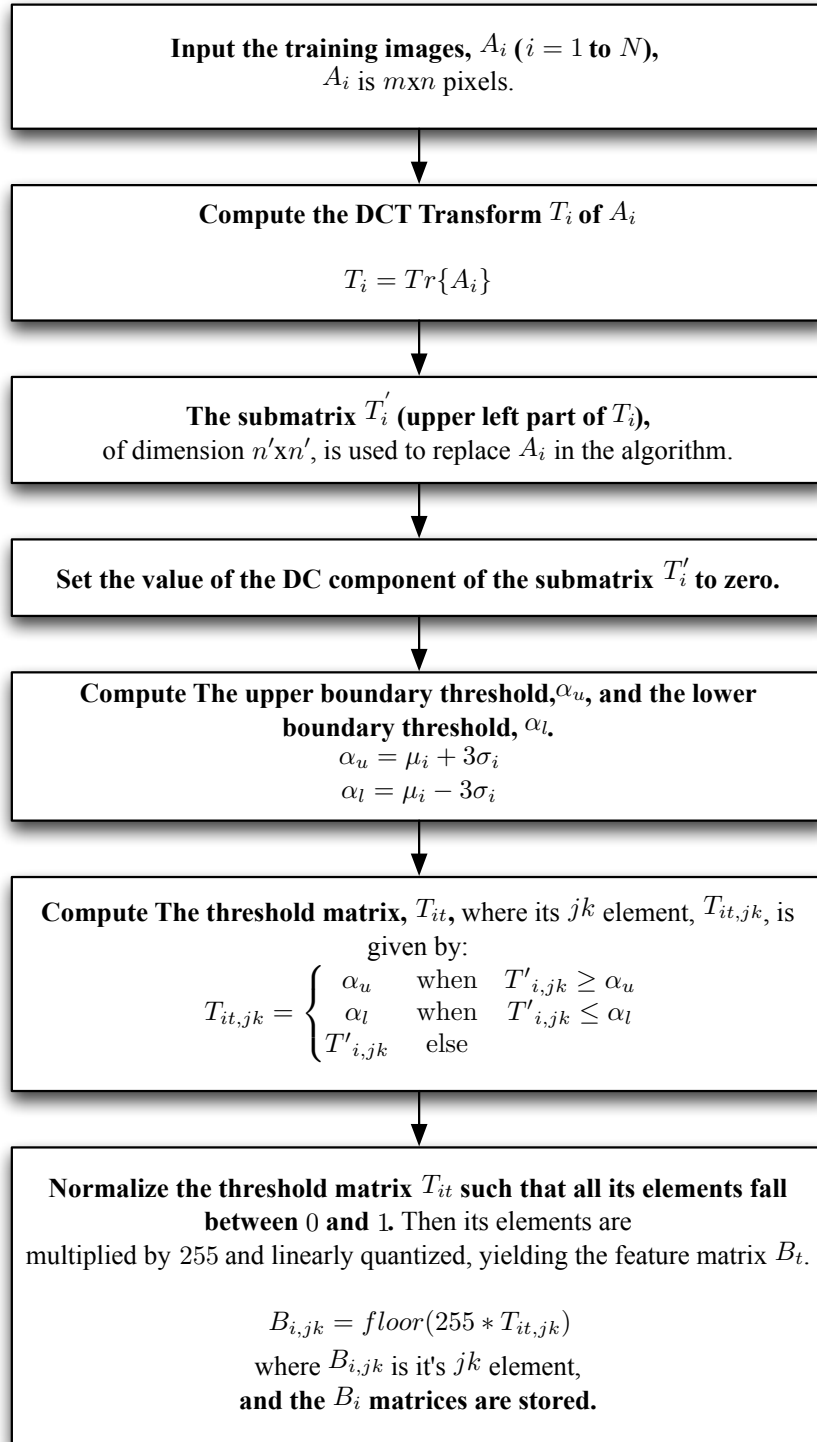 Input the training images, A_i (i = 1 to N),
A_i is mxn pixels.
Compute the DCT Transform T_i of A_i
T_i = Tr{A_i}
The submatrix T_i' (upper left part of T_i),
of dimension n'xn', is used to replace A_i in the algorithm.
Set the value of the DC component of the submatrix T_i' to zero.
Compute The upper boundary threshold,α_u, and the lower
boundary threshold, α_l.
α_u = μ_i + 3σ_i
α_l = μ_i − 3σ_i
Compute The threshold matrix, T_it, where its jk element, T_it,jk, is
given by:
T_it,jk = { α_u when T'_i,jk ≥ α_u
α_l when T'_i,jk ≤ α_l
T'_i,jk else
Normalize the threshold matrix T_it such that all its elements fall
between 0 and 1. Then its elements are
multiplied by 255 and linearly quantized, yielding the feature matrix B_t.
B_i,jk = floor(255 * T_it,jk)
where B_i,jk is it's jk element,
and the B_i matrices are stored.